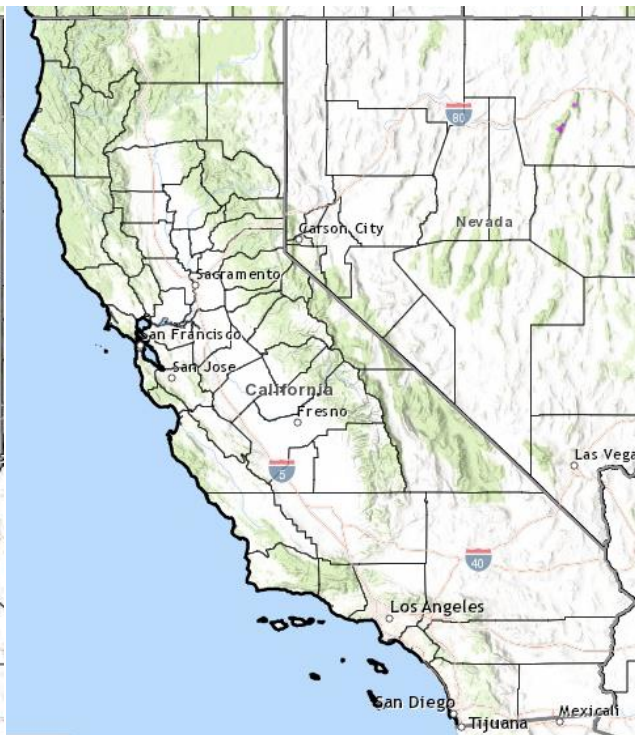 80
Nevada
Carson City
Sacramento
San Francisco
San Jose
California
Fresno
5
Las Vega
40
Los Angeles
San Diego
Tijuana
Mexicali